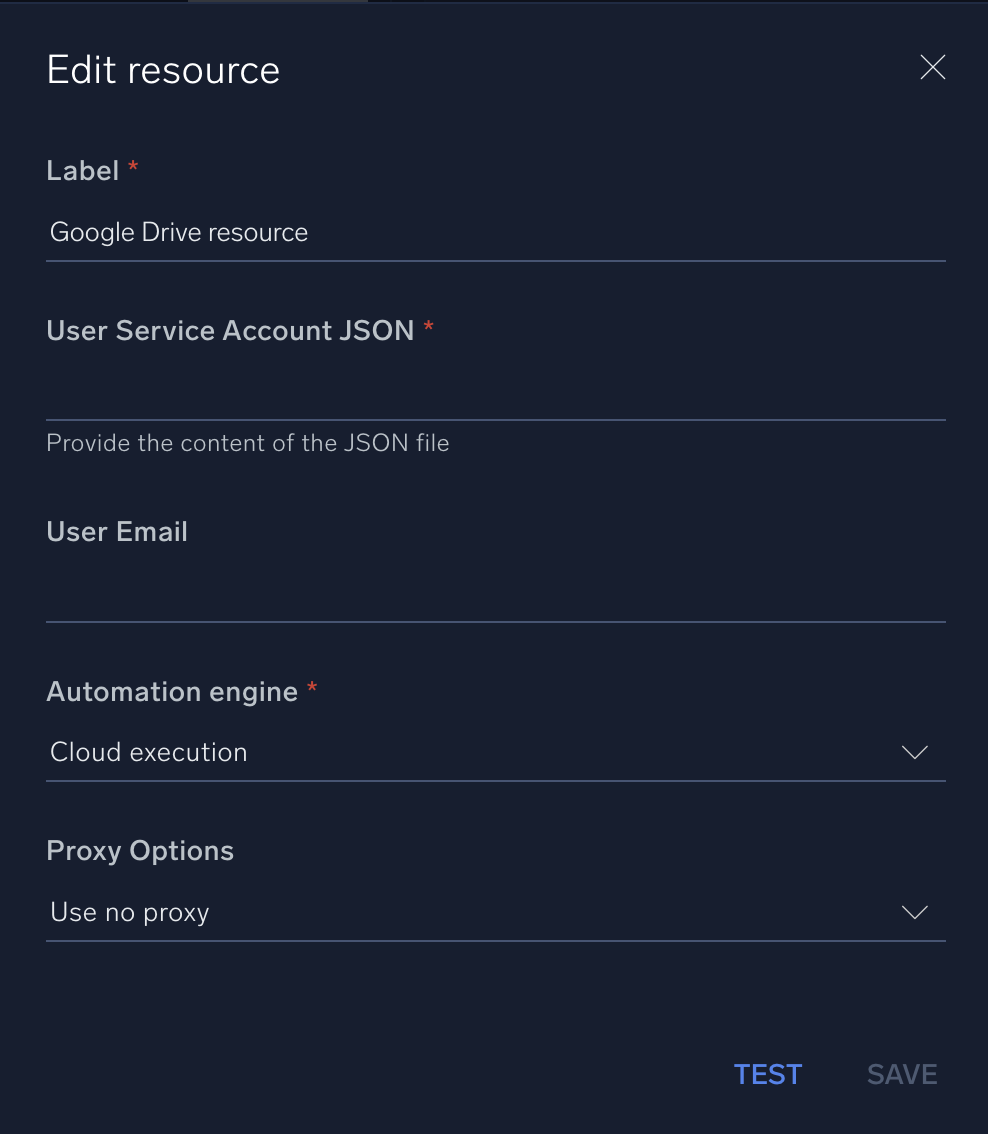 Edit resource
Label *
Google Drive resource
User Service Account JSON *
Provide the content of the JSON file
User Email
Automation engine *
Cloud execution
Proxy Options
Use no proxy
TEST SAVE